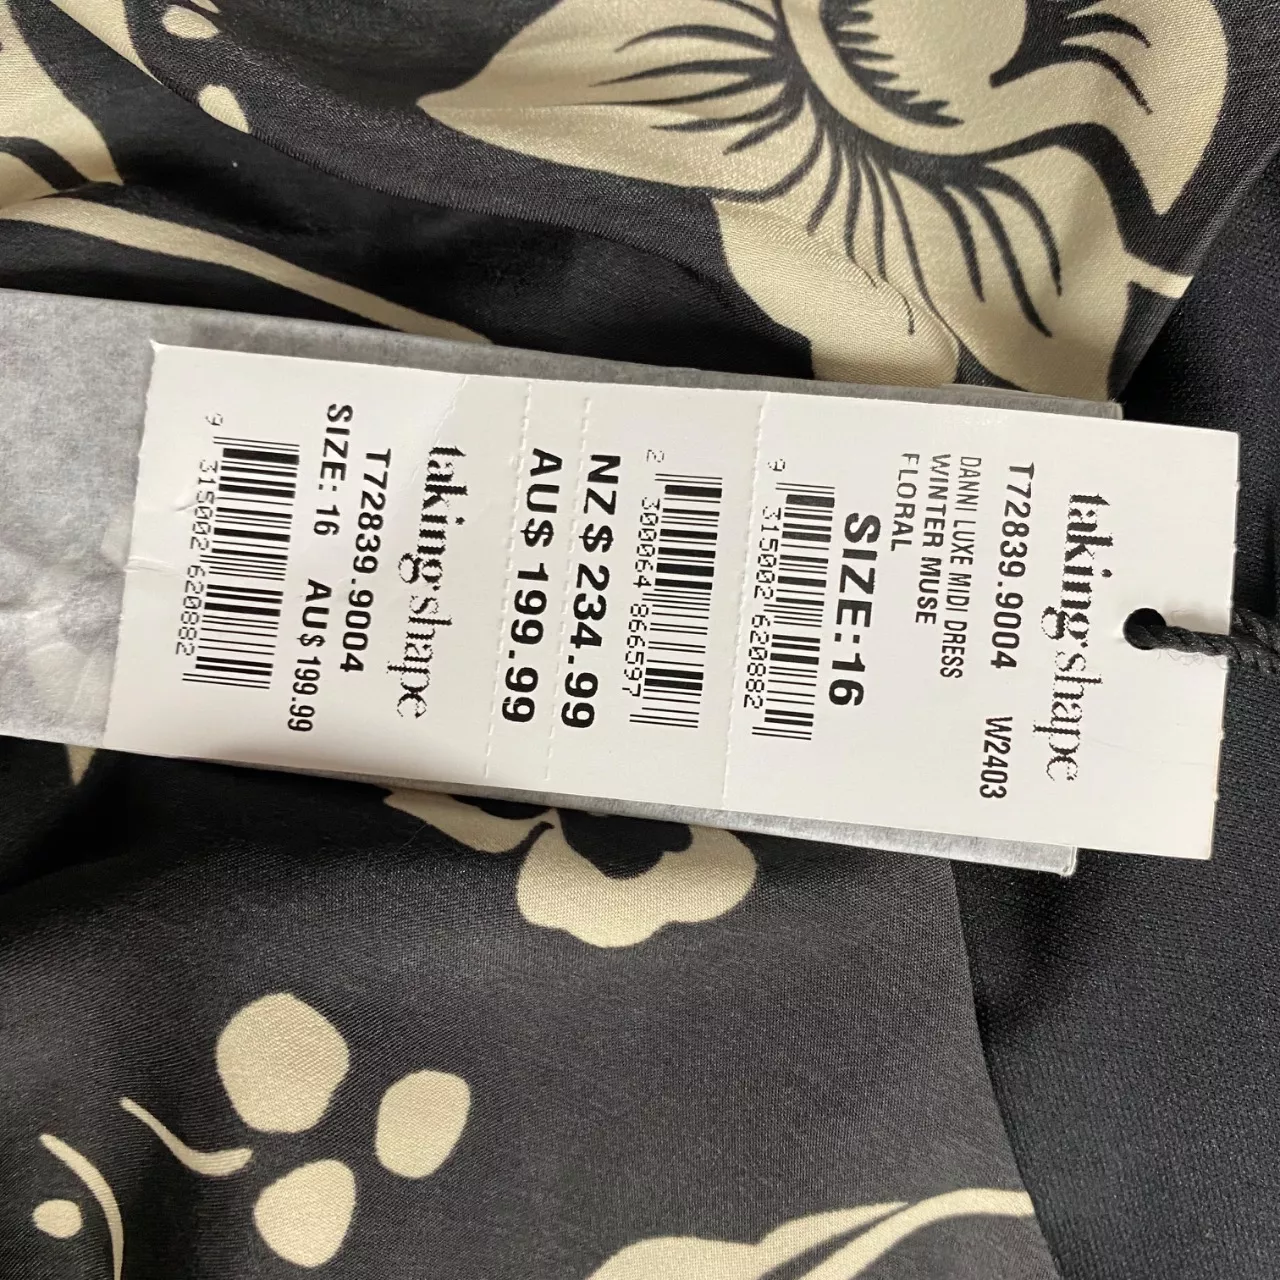 taking shape
T72839.9004 W2403
DANNI LUXE MIDI DRESS
WINTER MUSE
FLORAL
SIZE:16
9 315002 620882
2 300064 866597
NZ$ 234.99
AU$ 199.99
taking shape
T72839.9004
SIZE: 16 AU$ 199.99
9 315002 620882